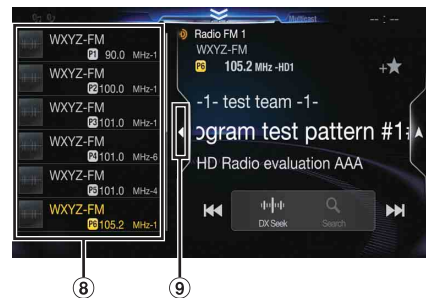 Multicast
-- : --
WXYZ-FM
P1 90.0 MHz-1
WXYZ-FM
P2 100.0 MHz-1
WXYZ-FM
P3 101.0 MHz-1
WXYZ-FM
P4 101.0 MHz-6
WXYZ-FM
P5 101.0 MHz-4
WXYZ-FM
P6 105.2 MHz-1
Radio FM 1
WXYZ-FM
P6 105.2 MHz -HD1
-1- test team -1-
ogram test pattern #1
HD Radio evaluation AAA
DX Seek
Search
8
9